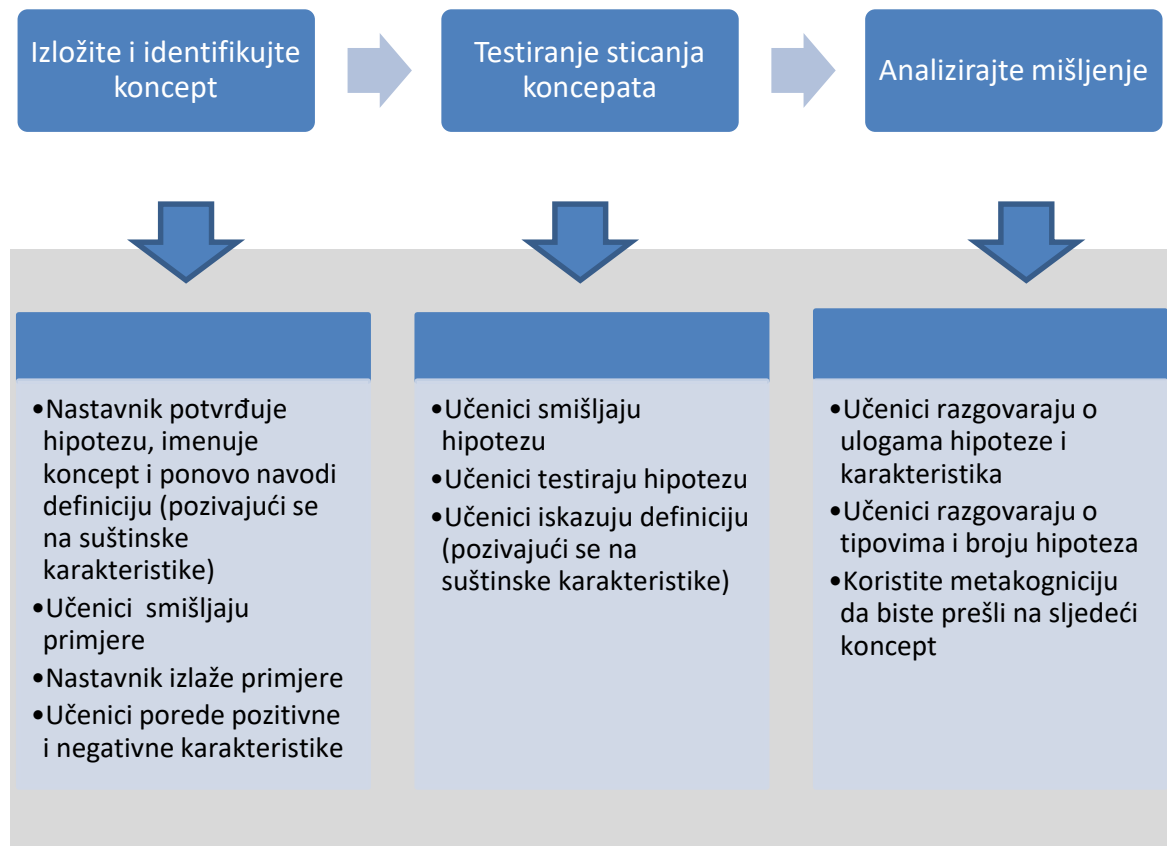 Izložite i identifikujte
koncept
Testiranje sticanja
koncepata
Analizirajte mišljenje
•Nastavnik potvrđuje
hipotezu, imenuje
koncept i ponovo navodi
definiciju (pozivajući se
na suštinske
karakteristike)
•Učenici smišljaju
primjere
•Nastavnik izlaže primjere
•Učenici porede pozitivne
i negativne karakteristike
•Učenici smišljaju
hipotezu
•Učenici testiraju hipotezu
•Učenici iskazuju definiciju
(pozivajući se na
suštinske karakteristike)
•Učenici razgovaraju o
ulogama hipoteze i
karakteristika
•Učenici razgovaraju o
tipovima i broju hipoteza
•Koristite metakogniciju
da biste prešli na sljedeći
koncept